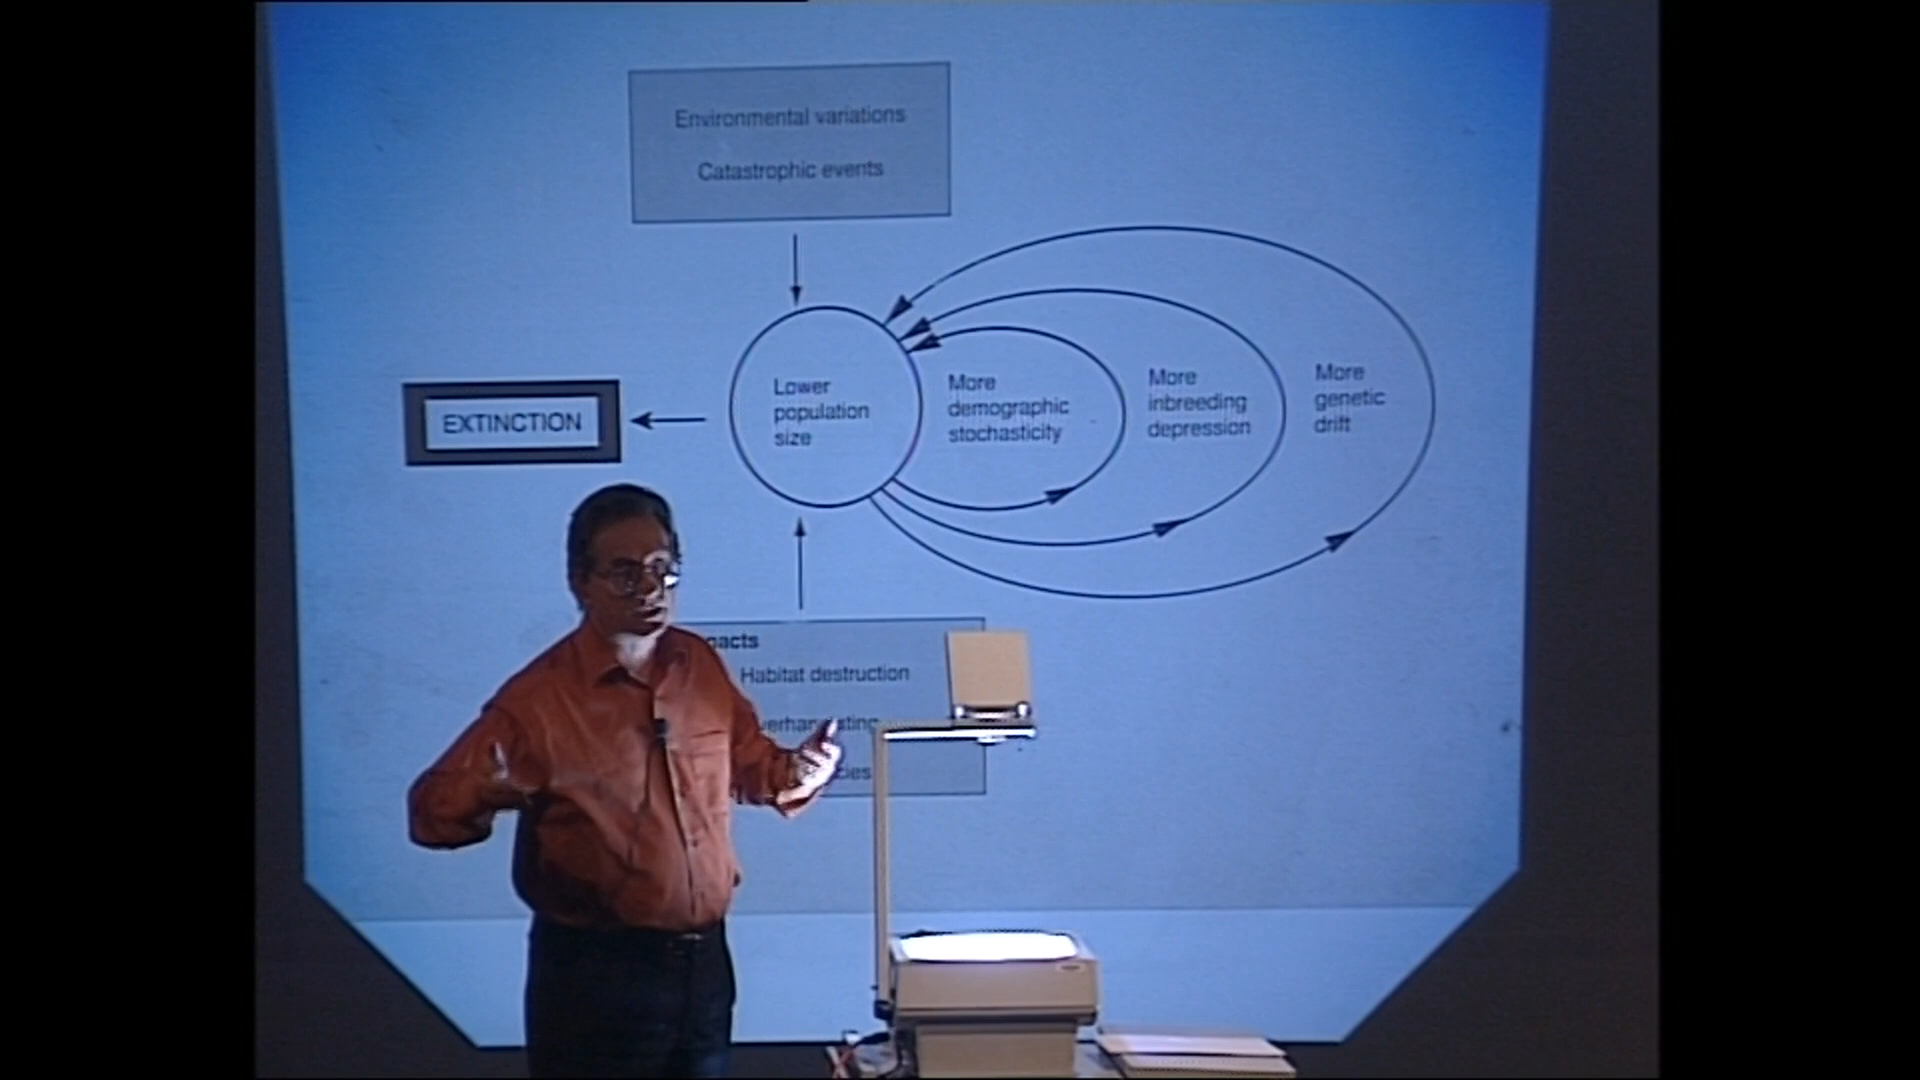 Environmental variations
Catastrophic events
EXTINCTION
Lower
population
size
More
demographic
stochasticity
More
inbreeding
depression
More
genetic
drift
Habitat destruction